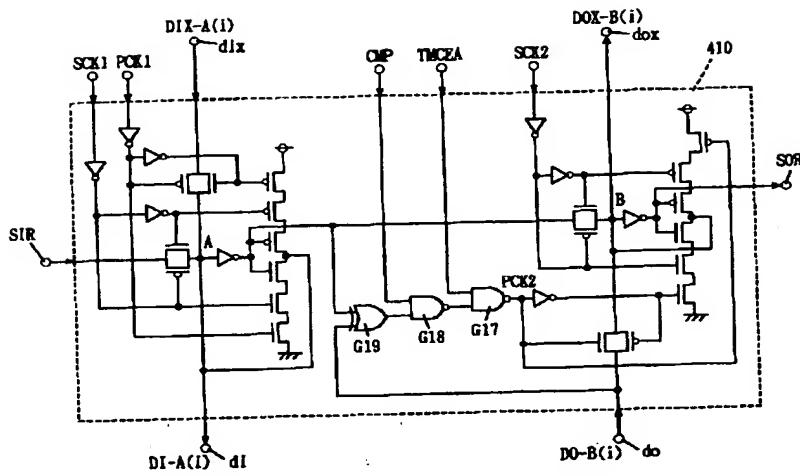 DIX-A(i)
dix
DOX-B(i)
dox
SCK1
PCK1
CMP
TMCEA
SCK2
410
SOR
SIR
A
B
PCK2
G19
G18
G17
DI-A(i)
di
DO-B(i)
do